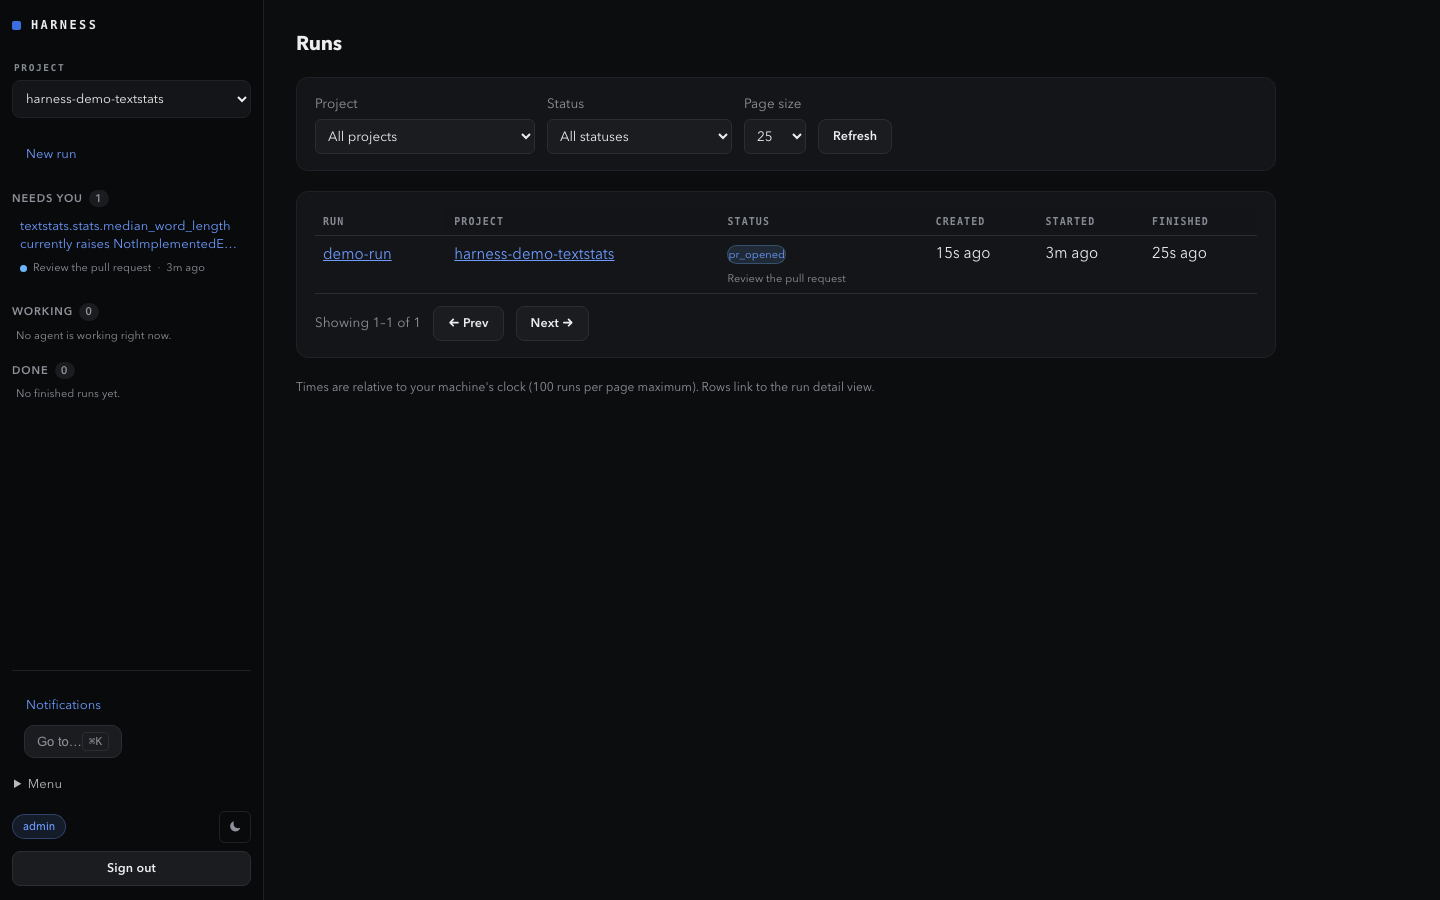 HARNESS
PROJECT
harness-demo-textstats
New run
NEEDS YOU 1
textstats.stats.median_word_length
currently raises NotImplementedE…
Review the pull request · 3m ago
WORKING 0
No agent is working right now.
DONE 0
No finished runs yet.
Notifications
Go to… ⌘K
Menu
admin
Sign out
Runs
Project Status Page size
All projects All statuses 25 Refresh
RUN PROJECT STATUS CREATED STARTED FINISHED
demo-run harness-demo-textstats pr_opened 15s ago 3m ago 25s ago
Review the pull request
Showing 1–1 of 1 ← Prev Next →
Times are relative to your machine's clock (100 runs per page maximum). Rows link to the run detail view.